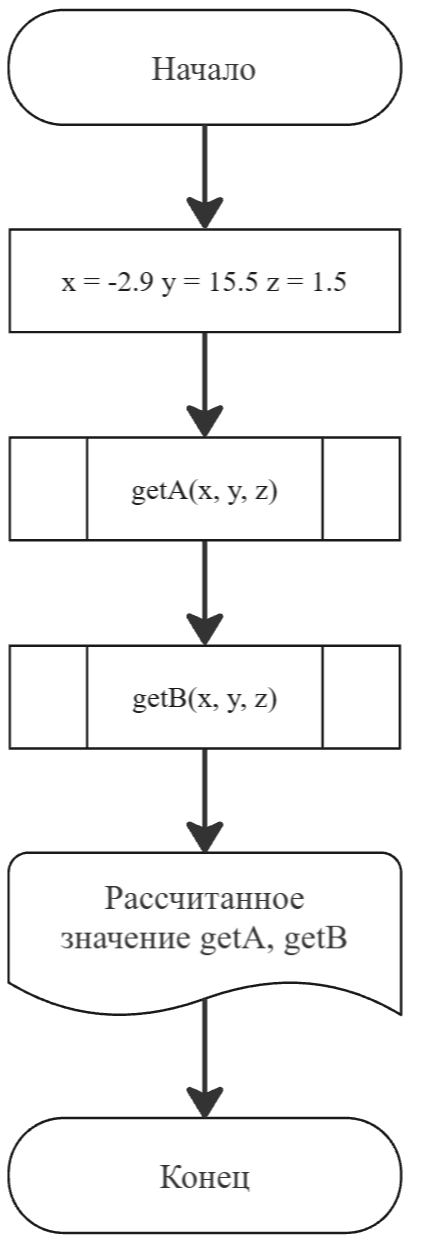 Начало
x = -2.9 y = 15.5 z = 1.5
getA(x, y, z)
getB(x, y, z)
Рассчитанное
значение getA, getB
Конец